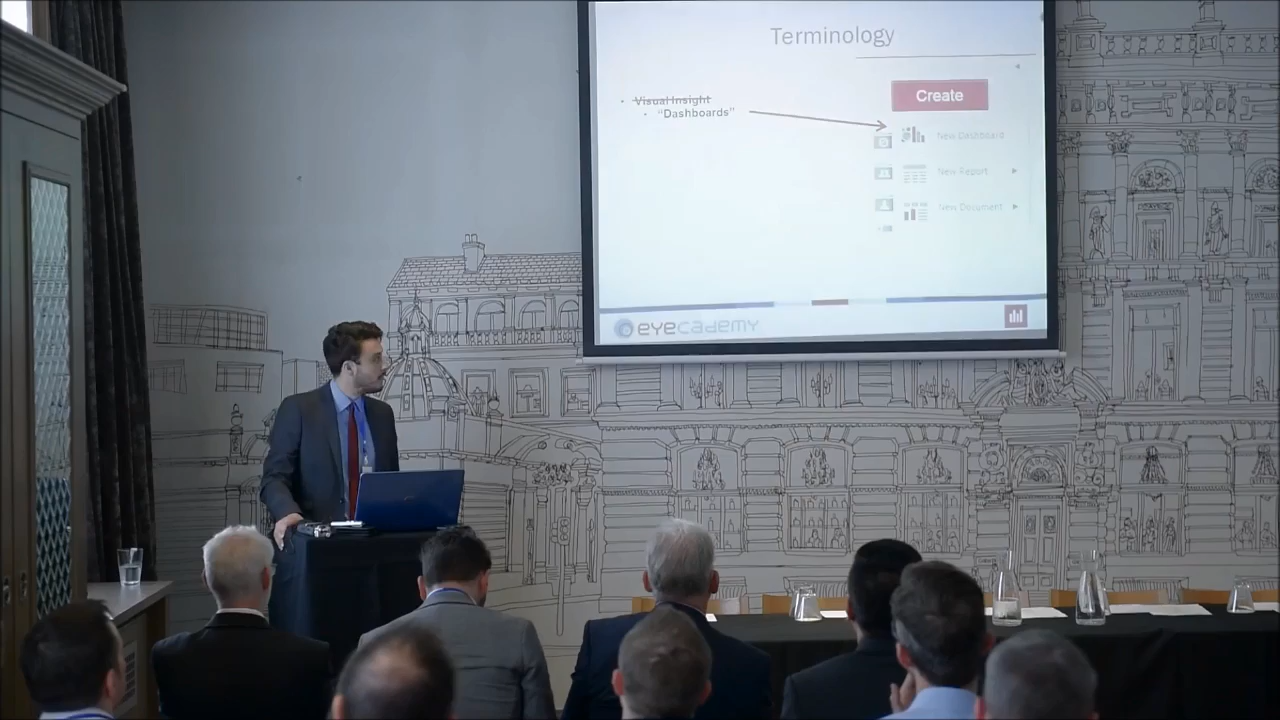 Terminology
Create
• Visual Insight
• "Dashboards"
New Dashboard
New Report
New Document
eyecademy